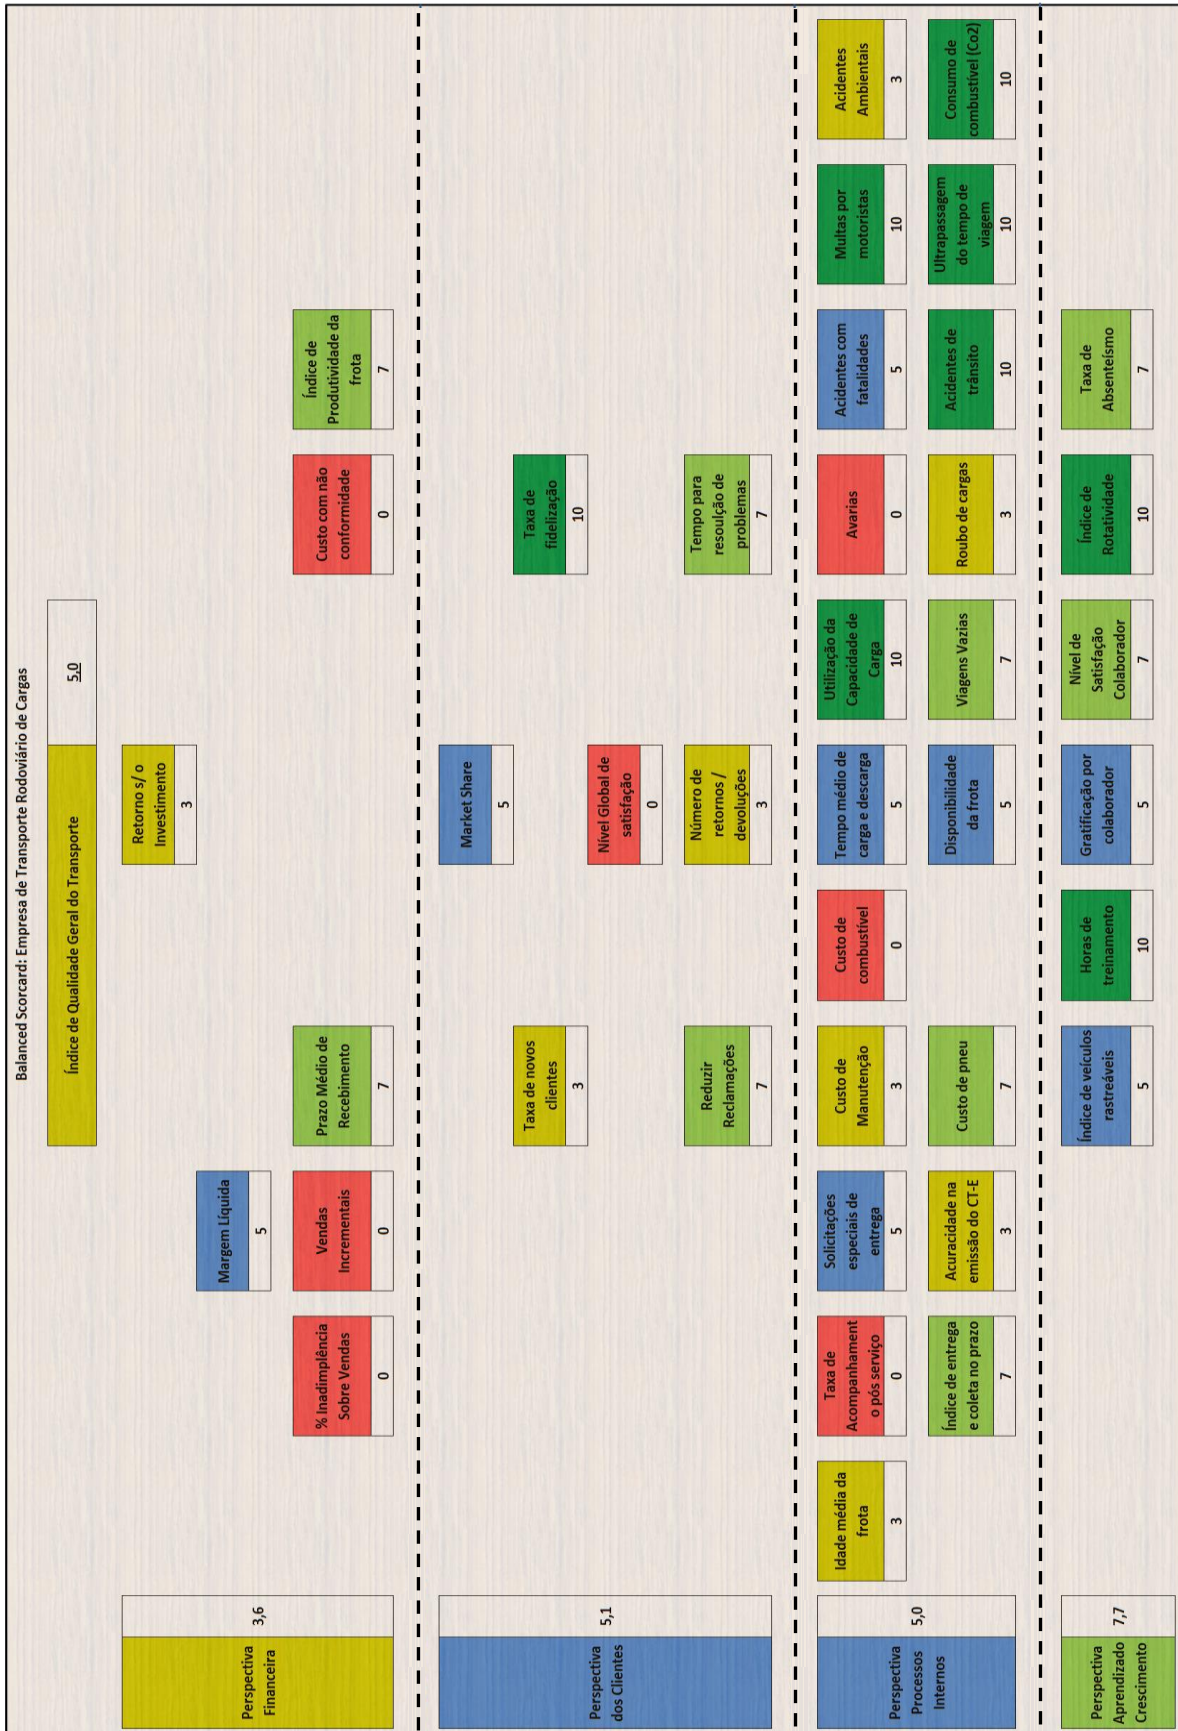 Balanced Scorcard: Empresa de Transporte Rodoviário de Cargas
Índice de Qualidade Geral do Transporte
5,0
Perspectiva
Financeira
3,6
Retorno s/ o
Investimento
3
Margem Líquida
5
% Inadimplência
Sobre Vendas
0
Vendas
Incrementais
0
Prazo Médio de
Recebimento
7
Custo com não
conformidade
0
Índice de
Produtividade da
frota
7
Perspectiva
dos Clientes
5,1
Market Share
5
Taxa de novos
clientes
3
Taxa de
fidelização
10
Nível Global de
satisfação
0
Reduzir
Reclamações
7
Número de
retornos /
devoluções
3
Tempo para
resoulção de
problemas
7
Perspectiva
Processos
Internos
5,0
Idade média da
frota
3
Taxa de
Acompanhament
o pós serviço
0
Solicitações
especiais de
entrega
5
Custo de
Manutenção
3
Custo de
combustível
0
Tempo médio de
carga e descarga
5
Utilização da
Capacidade de
Carga
10
Avarias
0
Acidentes com
fatalidades
5
Multas por
motoristas
10
Acidentes
Ambientais
3
Índice de entrega
e coleta no prazo
7
Acuracidade na
emissão do CT-E
3
Custo de pneu
7
Disponibilidade
da frota
5
Viagens Vazias
7
Roubo de cargas
3
Acidentes de
trânsito
10
Ultrapassagem
do tempo de
viagem
10
Consumo de
combustível (Co2)
10
Perspectiva
Aprendizado
Crescimento
7,7
Índice de veículos
rastreáveis
5
Horas de
treinamento
10
Gratificação por
colaborador
5
Nível de
Satisfação
Colaborador
7
Índice de
Rotatividade
10
Taxa de
Absenteísmo
7